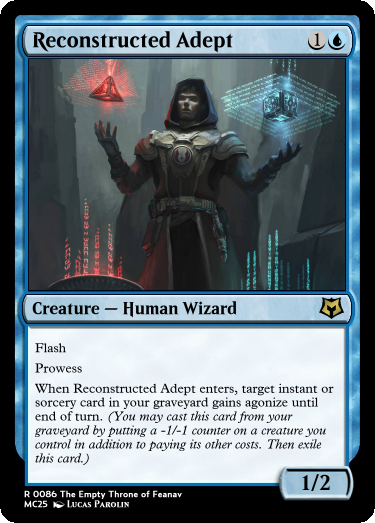 Reconstructed Adept 1
Creature — Human Wizard
Flash
Prowess
When Reconstructed Adept enters, target instant or
sorcery card in your graveyard gains agonize until
end of turn. (You may cast this card from your
graveyard by putting a -1/-1 counter on a creature you
control in addition to paying its other costs. Then exile
this card.)
1/2
R 0086 The Empty Throne of Feanav
MC25 Lucas Parolin